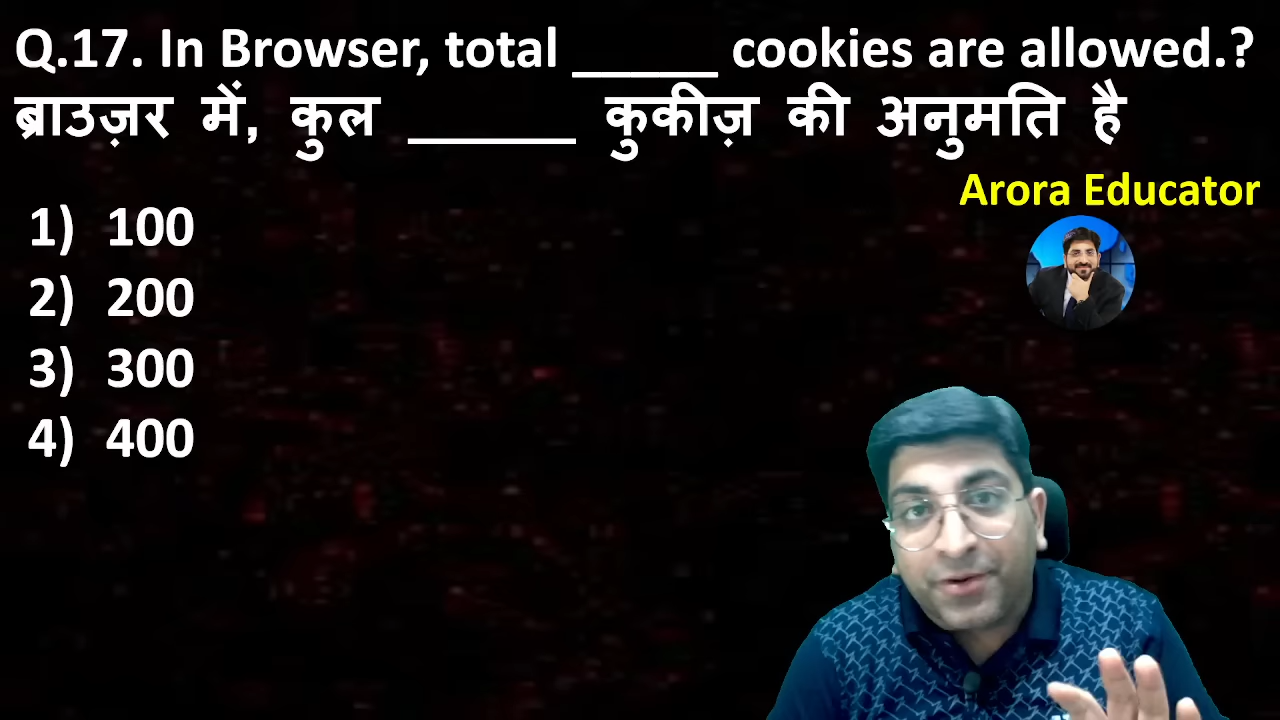 Q.17. In Browser, total _____ cookies are allowed.?
ब्राउज़र में, कुल ______ कुकीज़ की अनुमति है
Arora Educator
1) 100
2) 200
3) 300
4) 400